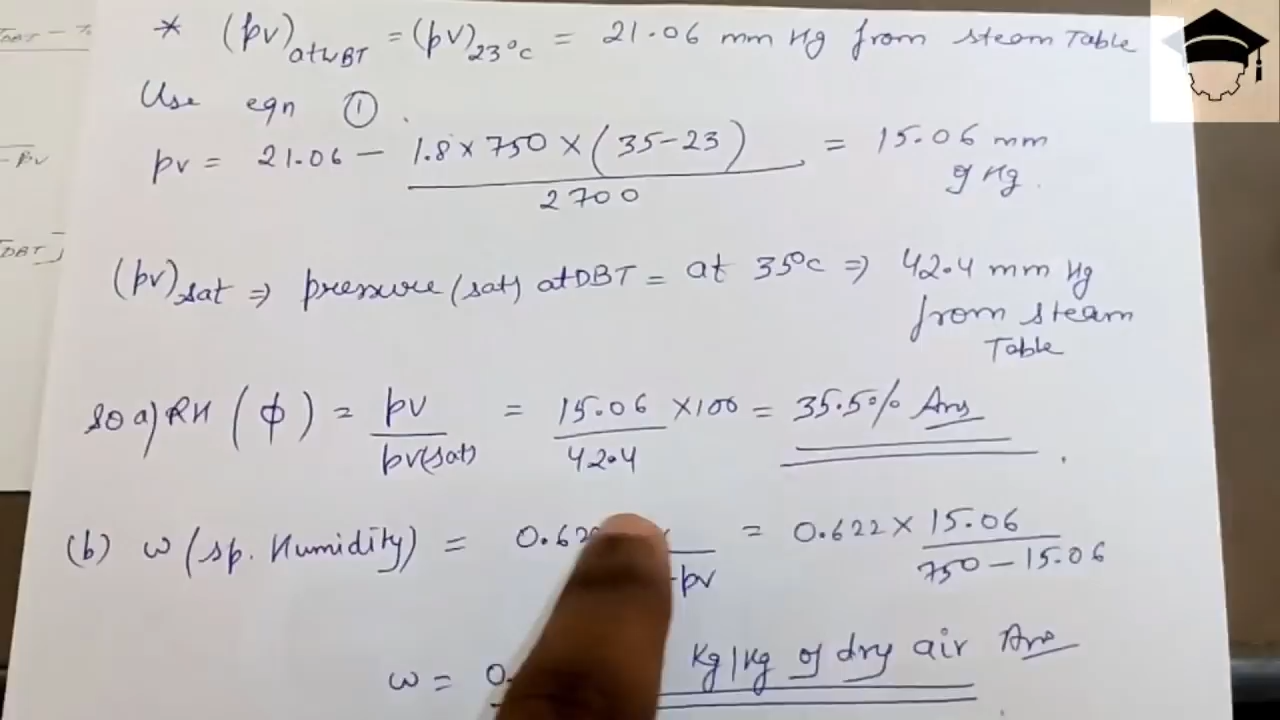 * (pv)at WBT = (pv)23°C = 21.06 mm Hg from steam Table
Use eqn ①.
pv = 21.06 - 1.8 × 750 × (35-23) / 2700 = 15.06 mm
g Hg.
(pv)sat ⇒ pressure (sat) at DBT = at 35°C ⇒ 42.4 mm Hg
from steam
Table
so a) RH (ϕ) = pv / pv(sat) = 15.06 / 42.4 × 100 = 35.5% Ans
(b) ω (sp. Humidity) = 0.62 -pv = 0.622 × 15.06 / 750 - 15.06
ω = 0. Kg/Kg of dry air Ans